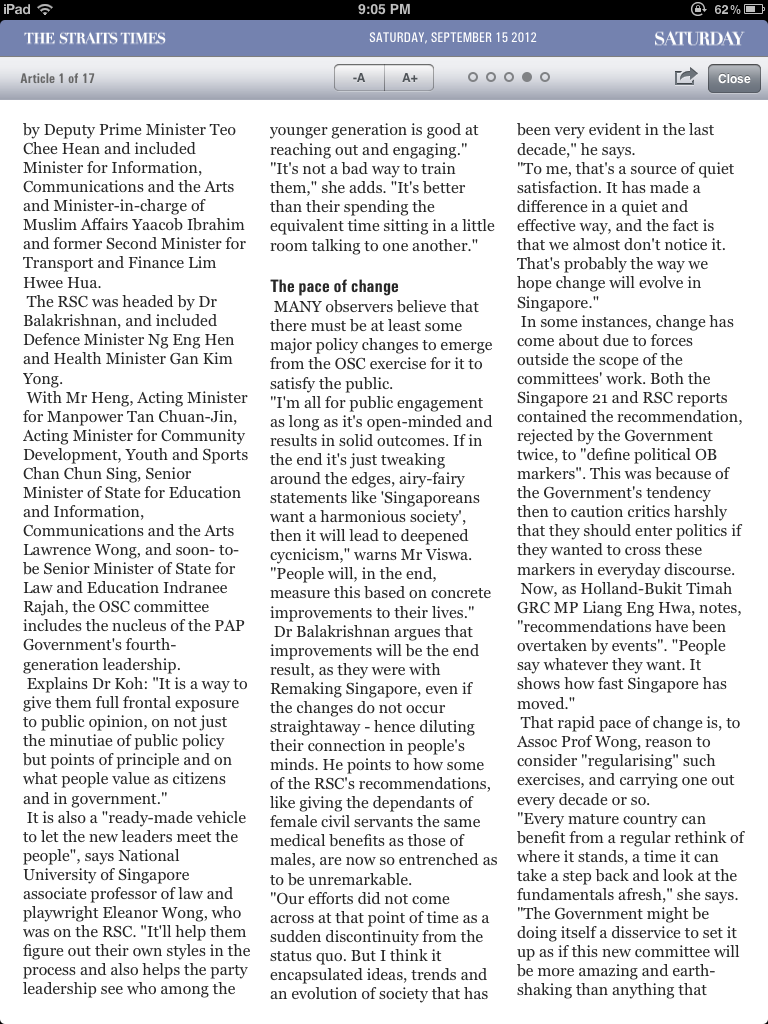 iPad
9:05 PM
62%
THE STRAITS TIMES
SATURDAY, SEPTEMBER 15 2012
SATURDAY
Article 1 of 17
-A
A+
Close
by Deputy Prime Minister Teo
Chee Hean and included
Minister for Information,
Communications and the Arts
and Minister-in-charge of
Muslim Affairs Yaacob Ibrahim
and former Second Minister for
Transport and Finance Lim
Hwee Hua.
The RSC was headed by Dr
Balakrishnan, and included
Defence Minister Ng Eng Hen
and Health Minister Gan Kim
Yong.
With Mr Heng, Acting Minister
for Manpower Tan Chuan-Jin,
Acting Minister for Community
Development, Youth and Sports
Chan Chun Sing, Senior
Minister of State for Education
and Information,
Communications and the Arts
Lawrence Wong, and soon- to-
be Senior Minister of State for
Law and Education Indranee
Rajah, the OSC committee
includes the nucleus of the PAP
Government's fourth-
generation leadership.
Explains Dr Koh: "It is a way to
give them full frontal exposure
to public opinion, on not just
the minutiae of public policy
but points of principle and on
what people value as citizens
and in government."
It is also a "ready-made vehicle
to let the new leaders meet the
people", says National
University of Singapore
associate professor of law and
playwright Eleanor Wong, who
was on the RSC. "It'll help them
figure out their own styles in the
process and also helps the party
leadership see who among the
younger generation is good at
reaching out and engaging."
"It's not a bad way to train
them," she adds. "It's better
than their spending the
equivalent time sitting in a little
room talking to one another."
The pace of change
MANY observers believe that
there must be at least some
major policy changes to emerge
from the OSC exercise for it to
satisfy the public.
"I'm all for public engagement
as long as it's open-minded and
results in solid outcomes. If in
the end it's just tweaking
around the edges, airy-fairy
statements like 'Singaporeans
want a harmonious society',
then it will lead to deepened
cycnicism," warns Mr Viswa.
"People will, in the end,
measure this based on concrete
improvements to their lives."
Dr Balakrishnan argues that
improvements will be the end
result, as they were with
Remaking Singapore, even if
the changes do not occur
straightaway - hence diluting
their connection in people's
minds. He points to how some
of the RSC's recommendations,
like giving the dependants of
female civil servants the same
medical benefits as those of
males, are now so entrenched as
to be unremarkable.
"Our efforts did not come
across at that point of time as a
sudden discontinuity from the
status quo. But I think it
encapsulated ideas, trends and
an evolution of society that has
been very evident in the last
decade," he says.
"To me, that's a source of quiet
satisfaction. It has made a
difference in a quiet and
effective way, and the fact is
that we almost don't notice it.
That's probably the way we
hope change will evolve in
Singapore."
In some instances, change has
come about due to forces
outside the scope of the
committees' work. Both the
Singapore 21 and RSC reports
contained the recommendation,
rejected by the Government
twice, to "define political OB
markers". This was because of
the Government's tendency
then to caution critics harshly
that they should enter politics if
they wanted to cross these
markers in everyday discourse.
Now, as Holland-Bukit Timah
GRC MP Liang Eng Hwa, notes,
"recommendations have been
overtaken by events". "People
say whatever they want. It
shows how fast Singapore has
moved."
That rapid pace of change is, to
Assoc Prof Wong, reason to
consider "regularising" such
exercises, and carrying one out
every decade or so.
"Every mature country can
benefit from a regular rethink of
where it stands, a time it can
take a step back and look at the
fundamentals afresh," she says.
"The Government might be
doing itself a disservice to set it
up as if this new committee will
be more amazing and earth-
shaking than anything that